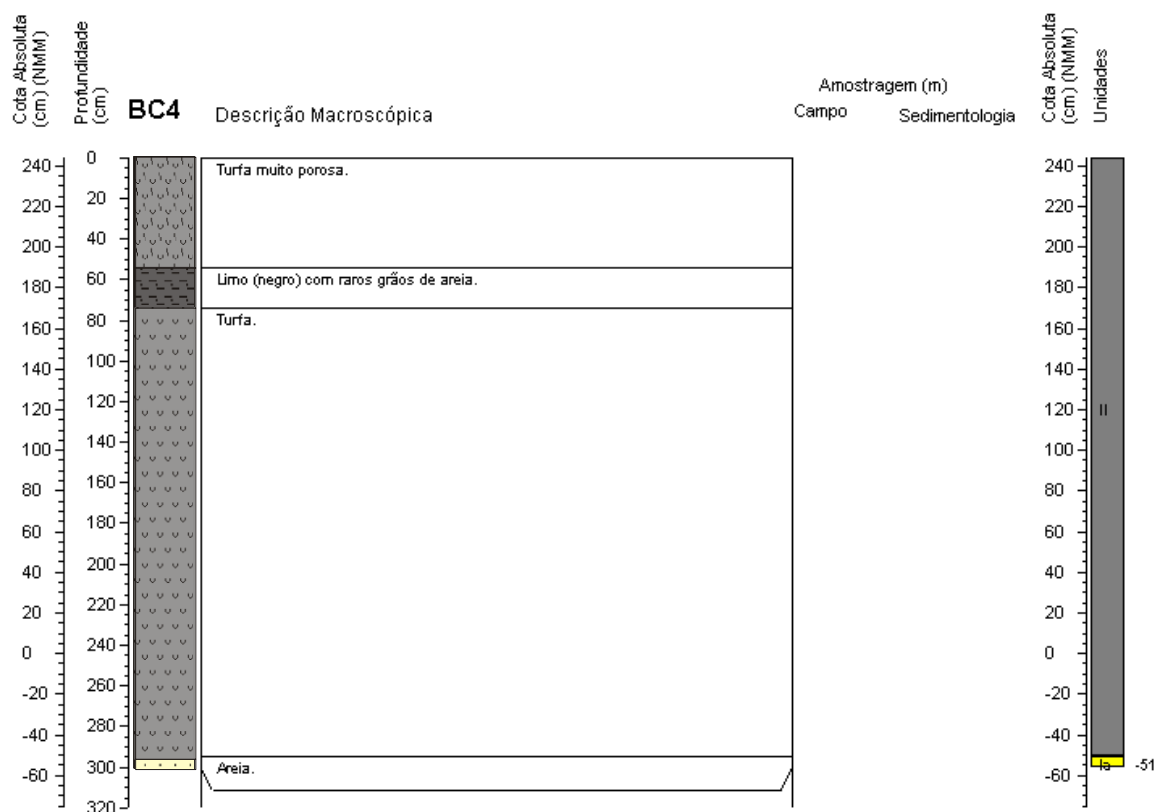 Cota Absoluta
(cm) (NMM)
Profundidade
(cm)
BC4
Descrição Macroscópica
Amostragem (m)
Campo
Sedimentologia
Cota Absoluta
(cm) (NMM)
Unidades
240
220
200
180
160
140
120
100
80
60
40
20
0
-20
-40
-60
0
20
40
60
80
100
120
140
160
180
200
220
240
260
280
300
320
Turfa muito porosa.
Limo (negro) com raros grãos de areia.
Turfa.
Areia.
240
220
200
180
160
140
120
100
80
60
40
20
0
-20
-40
-60
II
Ia
-51